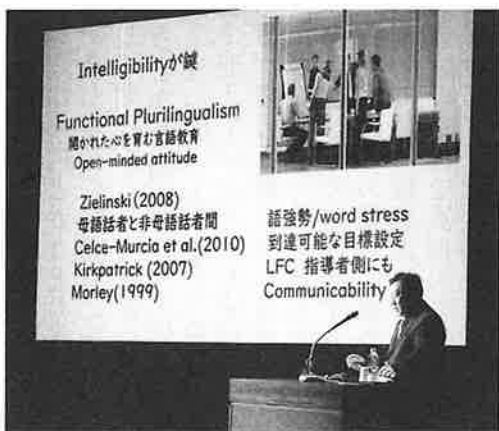 Intelligibilityが鍵
Functional Plurilingualism
開かれた心を育む言語教育
Open-minded attitude
Zielinski(2008)
母語話者と非母語話者間
Celce-Murcia et al.(2010)
Kirkpatrick(2007)
Morley(1999)
語強勢/word stress
到達可能な目標設定
LFC 指導者側にも
Communicability